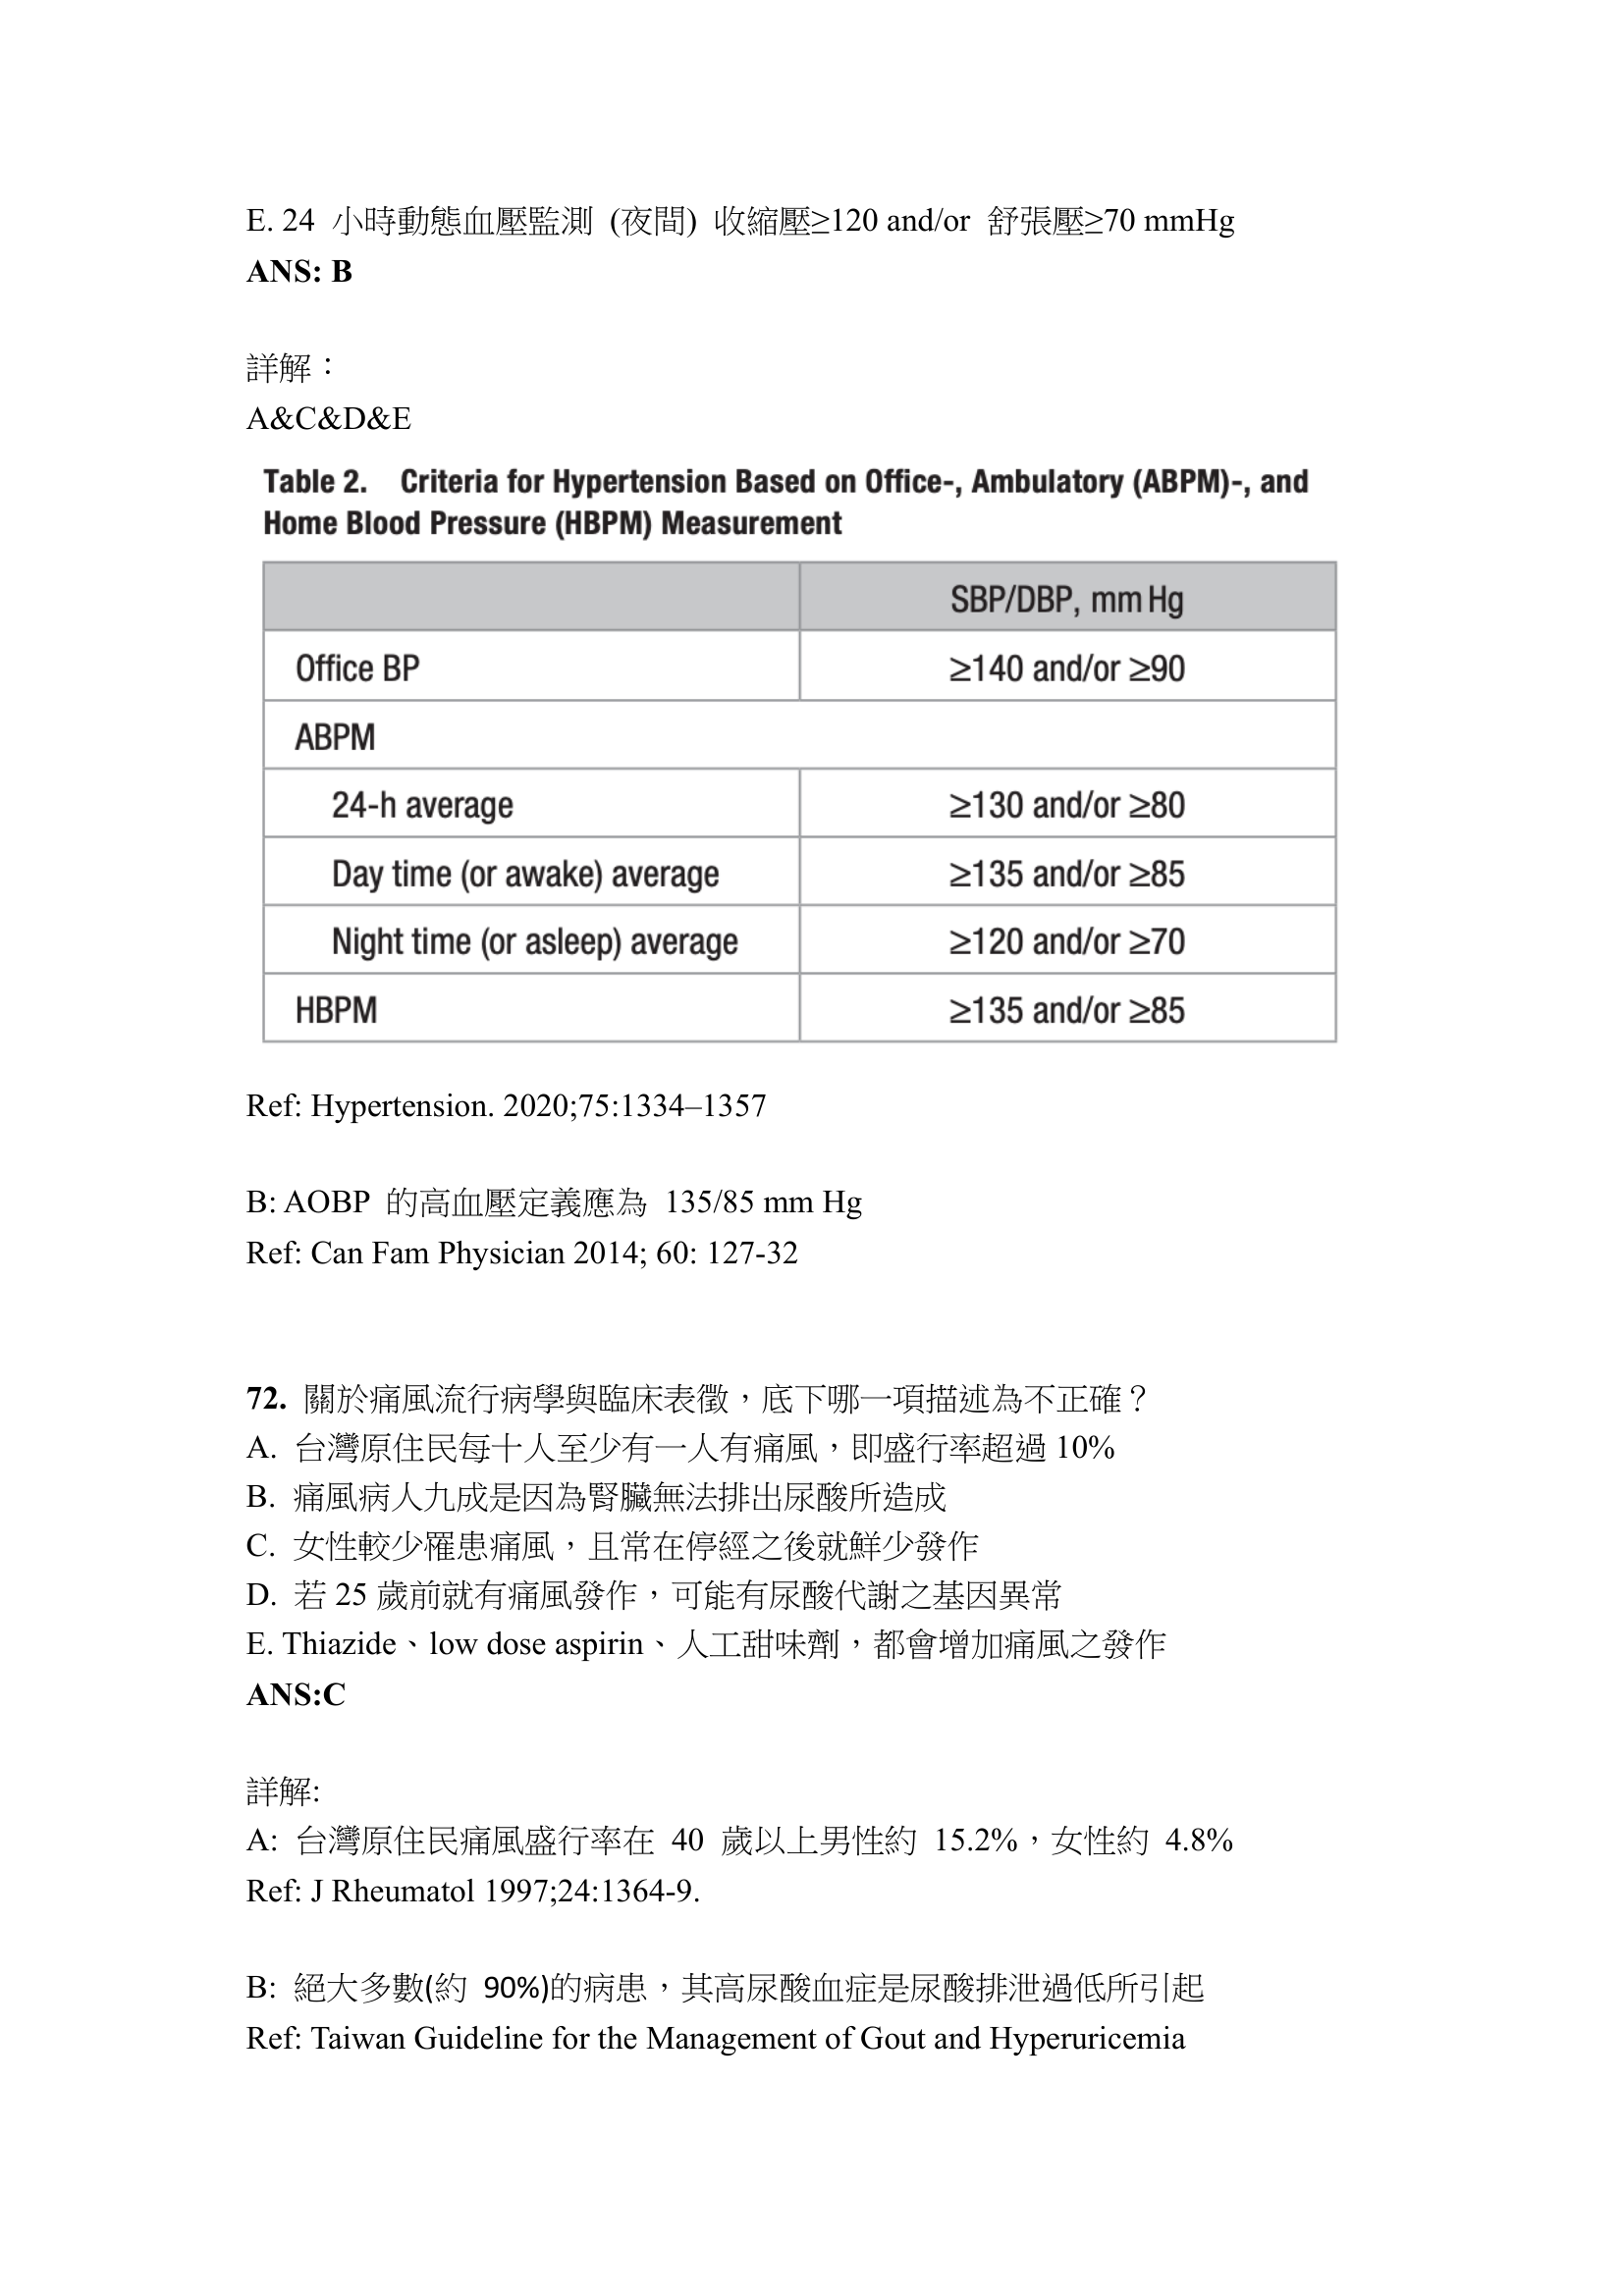 E. 24 小時動態血壓監測 (夜間) 收縮壓≥120 and/or 舒張壓≥70 mmHg
ANS: B
詳解：
A&C&D&E
Table 2. Criteria for Hypertension Based on Office-, Ambulatory (ABPM)-, and
Home Blood Pressure (HBPM) Measurement
SBP/DBP, mm Hg
Office BP ≥140 and/or ≥90
ABPM
24-h average ≥130 and/or ≥80
Day time (or awake) average ≥135 and/or ≥85
Night time (or asleep) average ≥120 and/or ≥70
HBPM ≥135 and/or ≥85
Ref: Hypertension. 2020;75:1334–1357
B: AOBP 的高血壓定義應為 135/85 mm Hg
Ref: Can Fam Physician 2014; 60: 127-32
72. 關於痛風流行病學與臨床表徵，底下哪一項描述為不正確？
A. 台灣原住民每十人至少有一人有痛風，即盛行率超過 10%
B. 痛風病人九成是因為腎臟無法排出尿酸所造成
C. 女性較少罹患痛風，且常在停經之後就鮮少發作
D. 若 25 歲前就有痛風發作，可能有尿酸代謝之基因異常
E. Thiazide、low dose aspirin、人工甜味劑，都會增加痛風之發作
ANS:C
詳解:
A: 台灣原住民痛風盛行率在 40 歲以上男性約 15.2%，女性約 4.8%
Ref: J Rheumatol 1997;24:1364-9.
B: 絕大多數(約 90%)的病患，其高尿酸血症是尿酸排泄過低所引起
Ref: Taiwan Guideline for the Management of Gout and Hyperuricemia